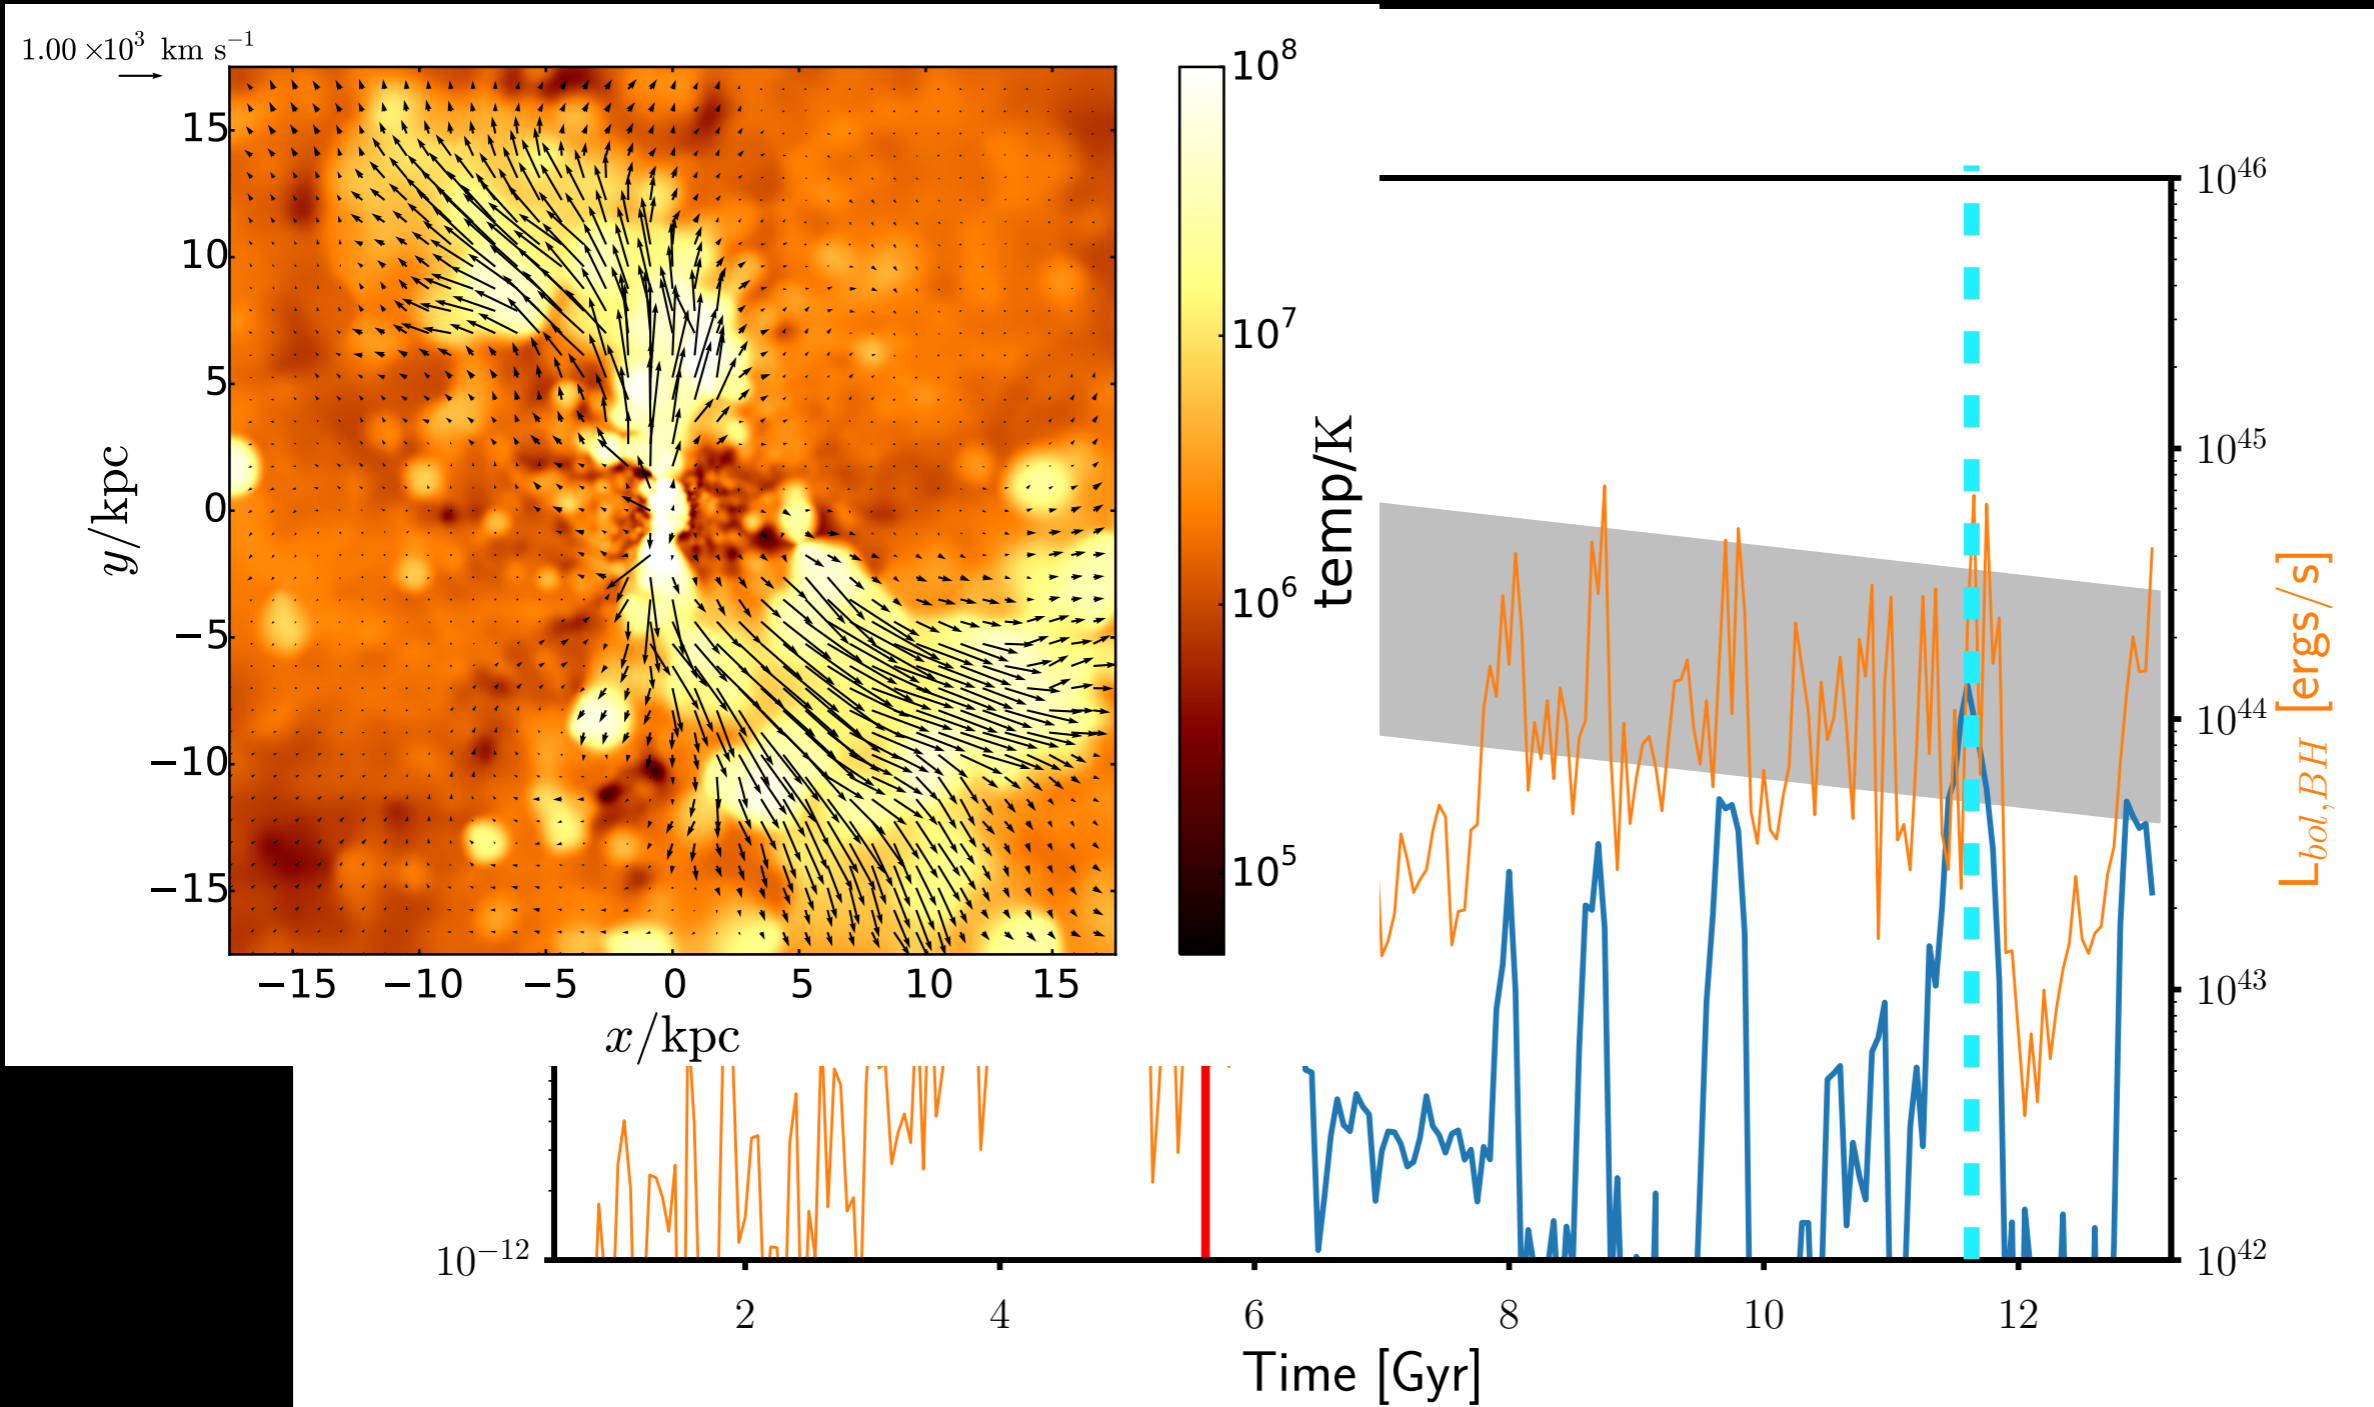 1.00 ×10³ km s⁻¹
15
10
5
0
−5
−10
−15
y/kpc
−15 −10 −5 0 5 10 15
x/kpc
10⁸
10⁷
10⁶
10⁵
temp/K
10⁴⁶
10⁴⁵
10⁴⁴
10⁴³
10⁴²
L_{bol,BH} [ergs/s]
10⁻¹²
2 4 6 8 10 12
Time [Gyr]